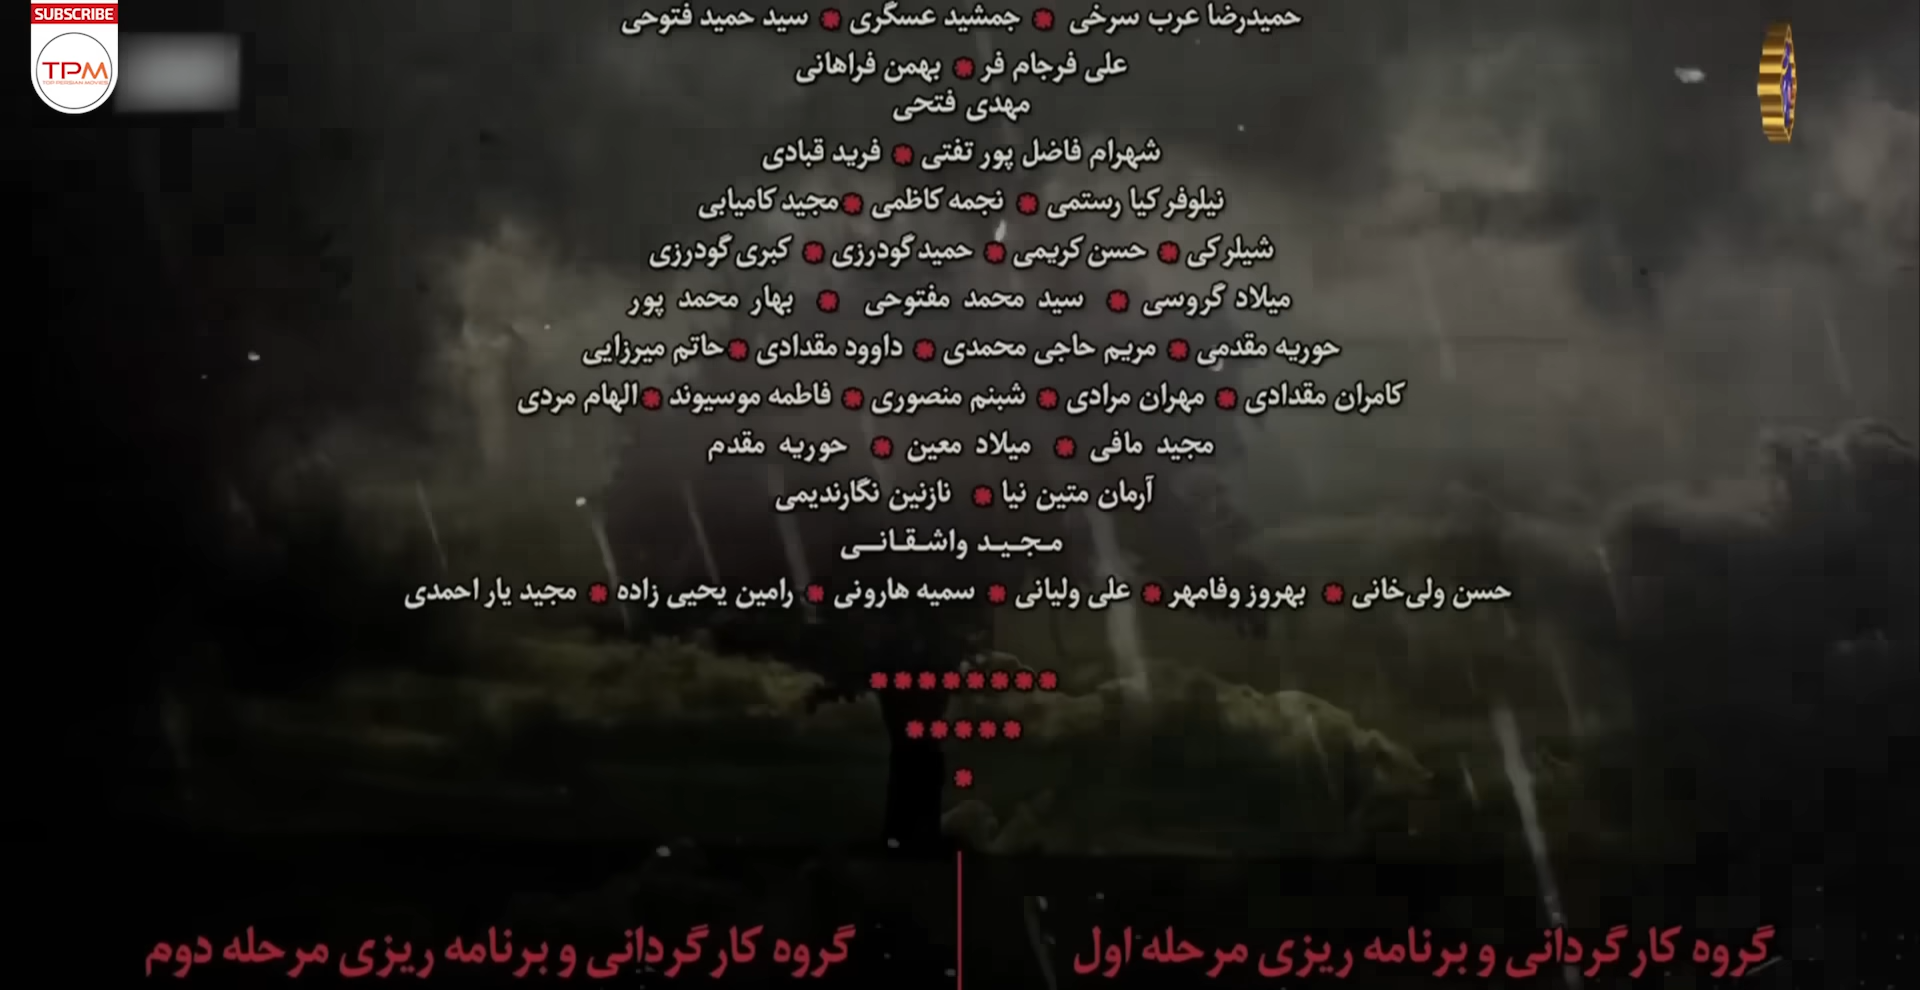 SUBSCRIBE
TPM
TOP PERSIAN MOVIES
حمیدرضا عرب سرخی * جمشید عسگری * سید حمید فتوحی
علی فرجام فر * بهمن فراهانی
مهدی فتحی
شهرام فاضل پور تفتی * فرید قبادی
نیلوفر کیا رستمی * نجمه کاظمی * مجید کامیابی
شیلر کی * حسن کریمی * حمید گودرزی * کبری گودرزی
میلاد گروسی * سید محمد مفتوحی * بهار محمد پور
حوریه مقدمی * مریم حاجی محمدی * داوود مقدادی * حاتم میرزایی
کامران مقدادی * مهران مرادی * شبنم منصوری * فاطمه موسیوند * الهام مردی
مجید مافی * میلاد معین * حوریه مقدم
آرمان متین نیا * نازنین نگارندیمی
مـجـیـد واشـقـانـی
حسن ولی‌خانی * بهروز وفامهر * علی ولیانی * سمیه هارونی * رامین یحیی زاده * مجید یار احمدی
* * * * * * * *
* * * * *
*
گروه کارگردانی و برنامه ریزی مرحله اول
گروه کارگردانی و برنامه ریزی مرحله دوم